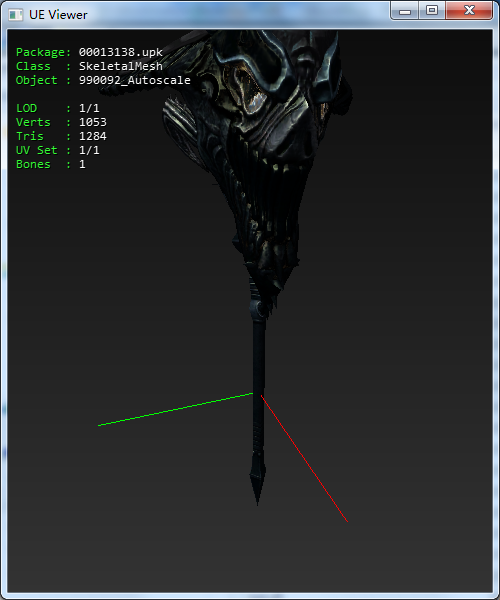 UE Viewer
Package: 00013138.upk
Class : SkeletalMesh
Object : 990092_Autoscale
LOD : 1/1
Verts : 1053
Tris : 1284
UV Set : 1/1
Bones : 1